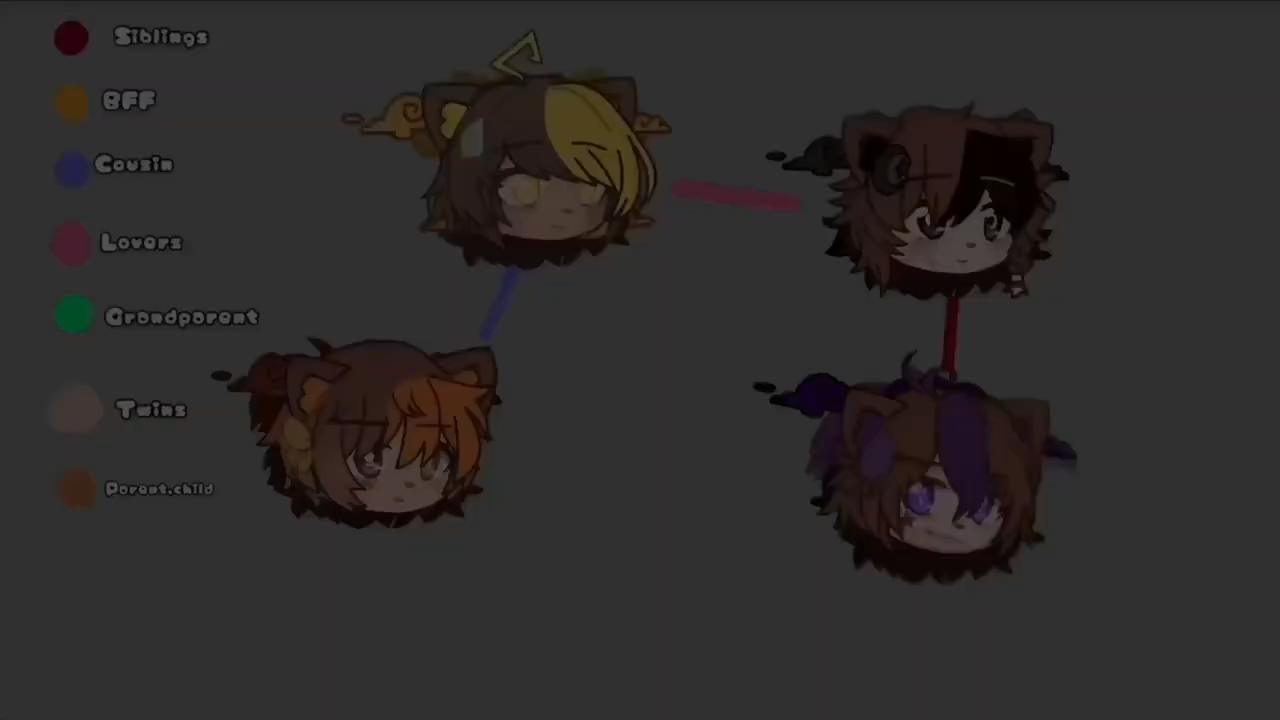 Siblings
BFF
Cousin
Lovers
Grandparent
Twins
Parent,child